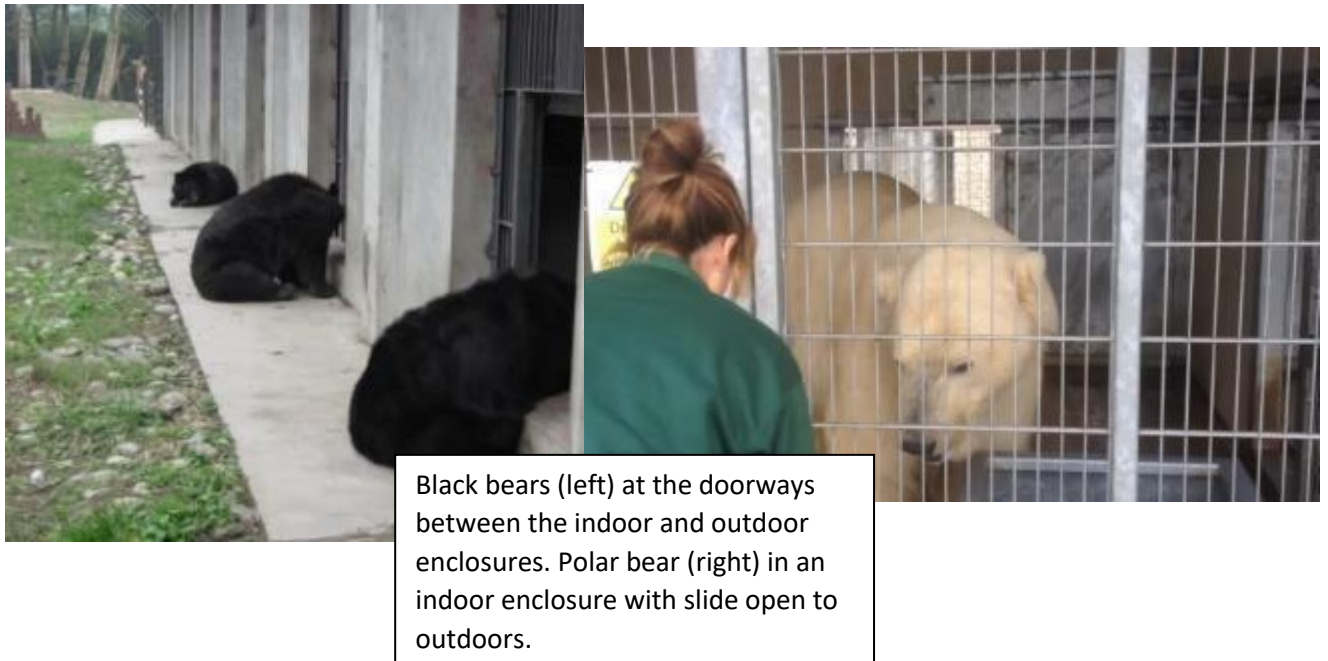 Black bears (left) at the doorways
between the indoor and outdoor
enclosures. Polar bear (right) in an
indoor enclosure with slide open to
outdoors.